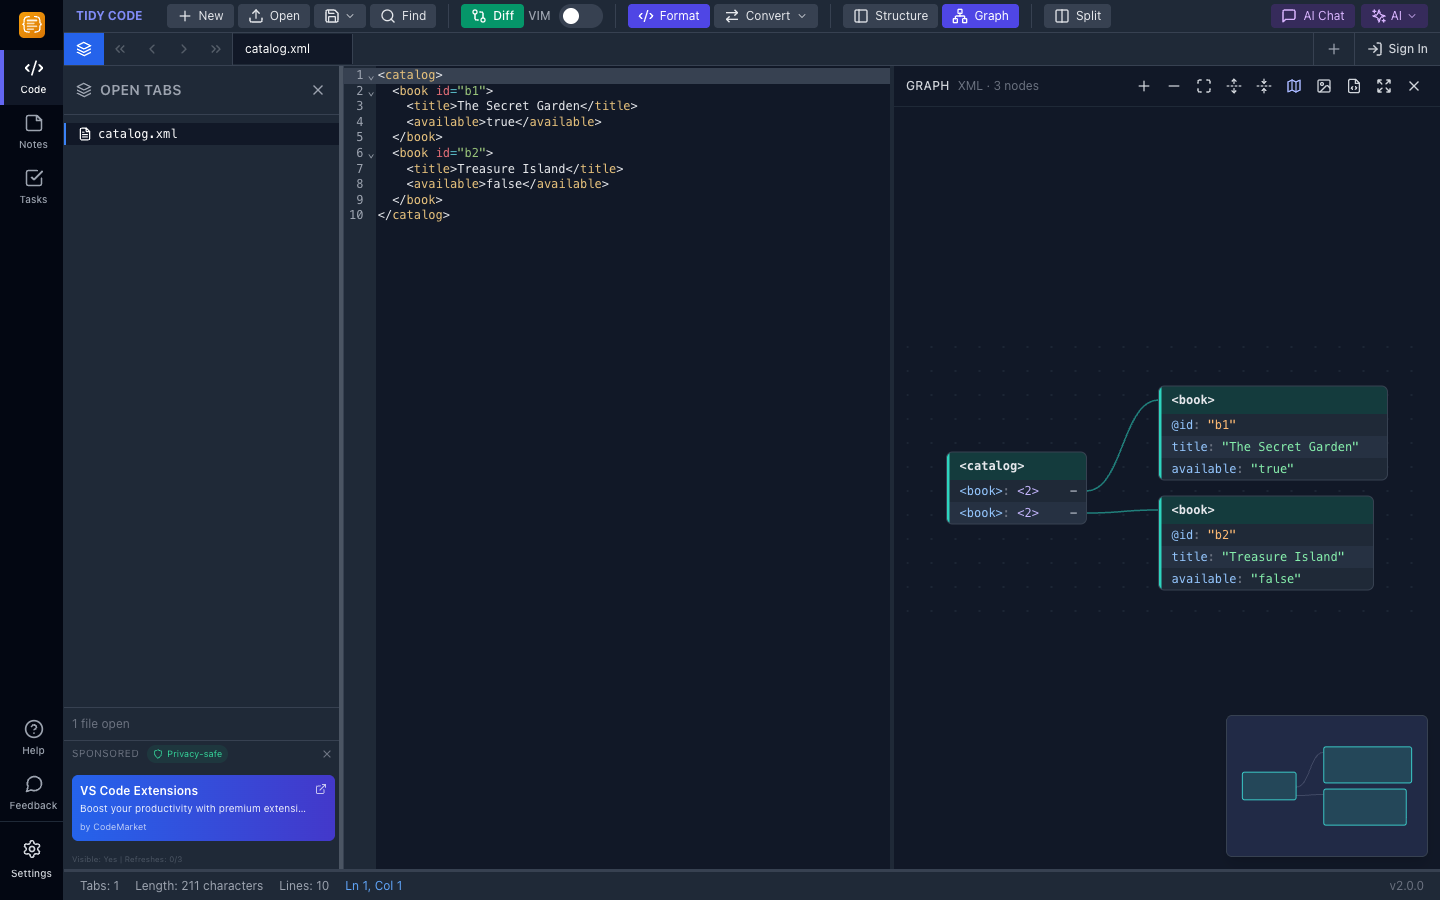 TIDY CODE
New
Open
Find
Diff
VIM
Format
Convert
Structure
Graph
Split
AI Chat
AI
catalog.xml
Sign In
Code
Notes
Tasks
Help
Feedback
Settings
OPEN TABS
catalog.xml
1 file open
SPONSORED
Privacy-safe
VS Code Extensions
Boost your productivity with premium extensi...
by CodeMarket
Visible: Yes | Refreshes: 0/3
1 <catalog>
2 <book id="b1">
3 <title>The Secret Garden</title>
4 <available>true</available>
5 </book>
6 <book id="b2">
7 <title>Treasure Island</title>
8 <available>false</available>
9 </book>
10 </catalog>
GRAPH XML · 3 nodes
<catalog>
<book>: <2>
<book>: <2>
<book>
@id: "b1"
title: "The Secret Garden"
available: "true"
<book>
@id: "b2"
title: "Treasure Island"
available: "false"
Tabs: 1 Length: 211 characters Lines: 10 Ln 1, Col 1
v2.0.0